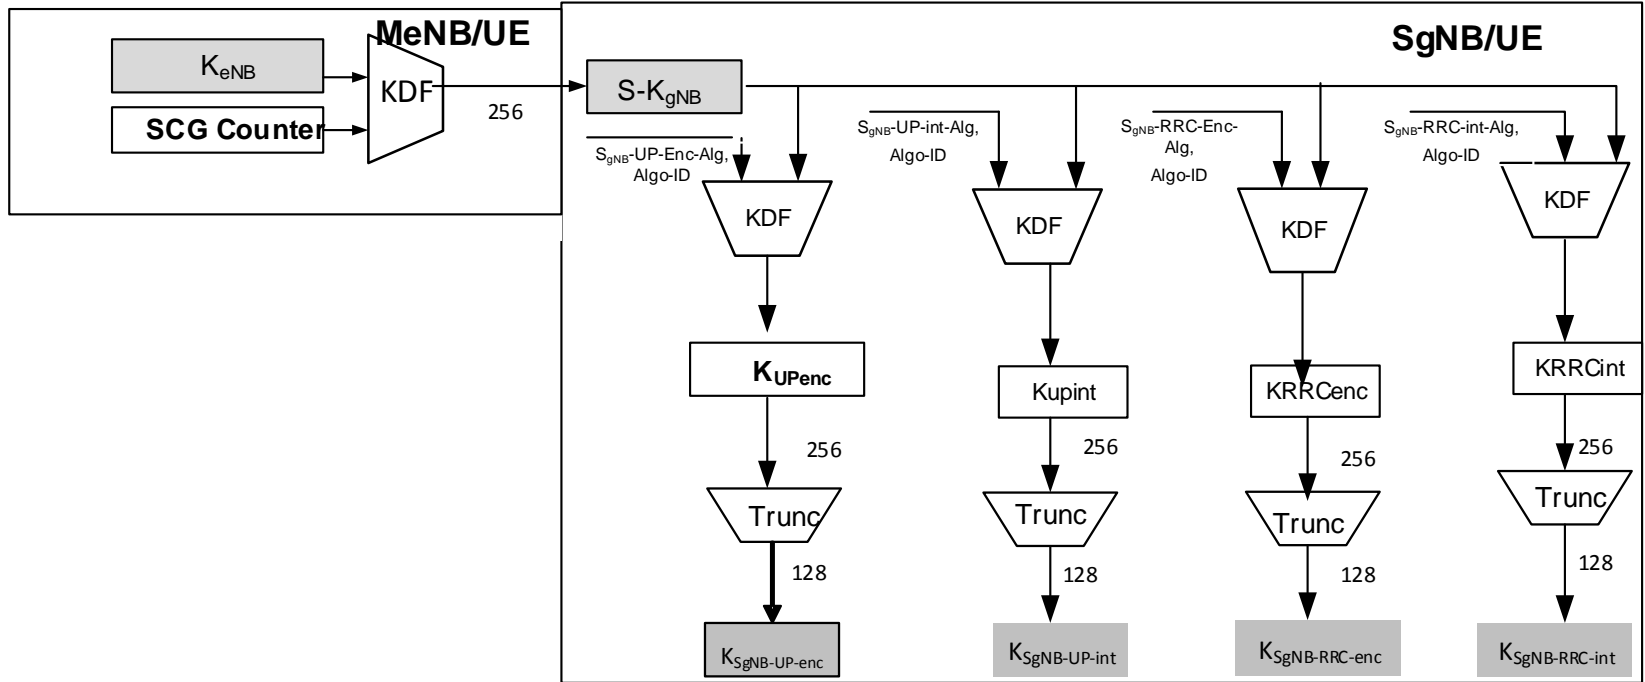 MeNB/UE
SgNB/UE
KeNB
KDF
SCG Counter
256
S-KgNB
SgNB-UP-Enc-Alg,
Algo-ID
SgNB-UP-int-Alg,
Algo-ID
SgNB-RRC-Enc-
Alg,
Algo-ID
SgNB-RRC-int-Alg,
Algo-ID
KDF
KDF
KDF
KDF
KUPenc
Kupint
KRRCenc
KRRCint
256
256
256
256
Trunc
Trunc
Trunc
Trunc
128
128
128
128
KSgNB-UP-enc
KSgNB-UP-int
KSgNB-RRC-enc
KSgNB-RRC-int